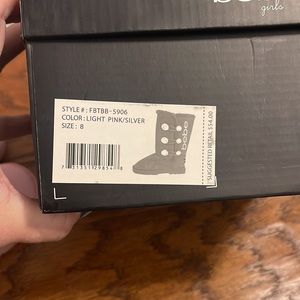 girls
STYLE # : FBTBB-5906
COLOR : LIGHT PINK/SILVER
SIZE : 8
bebe
SUGGESTED RETAIL $54.00